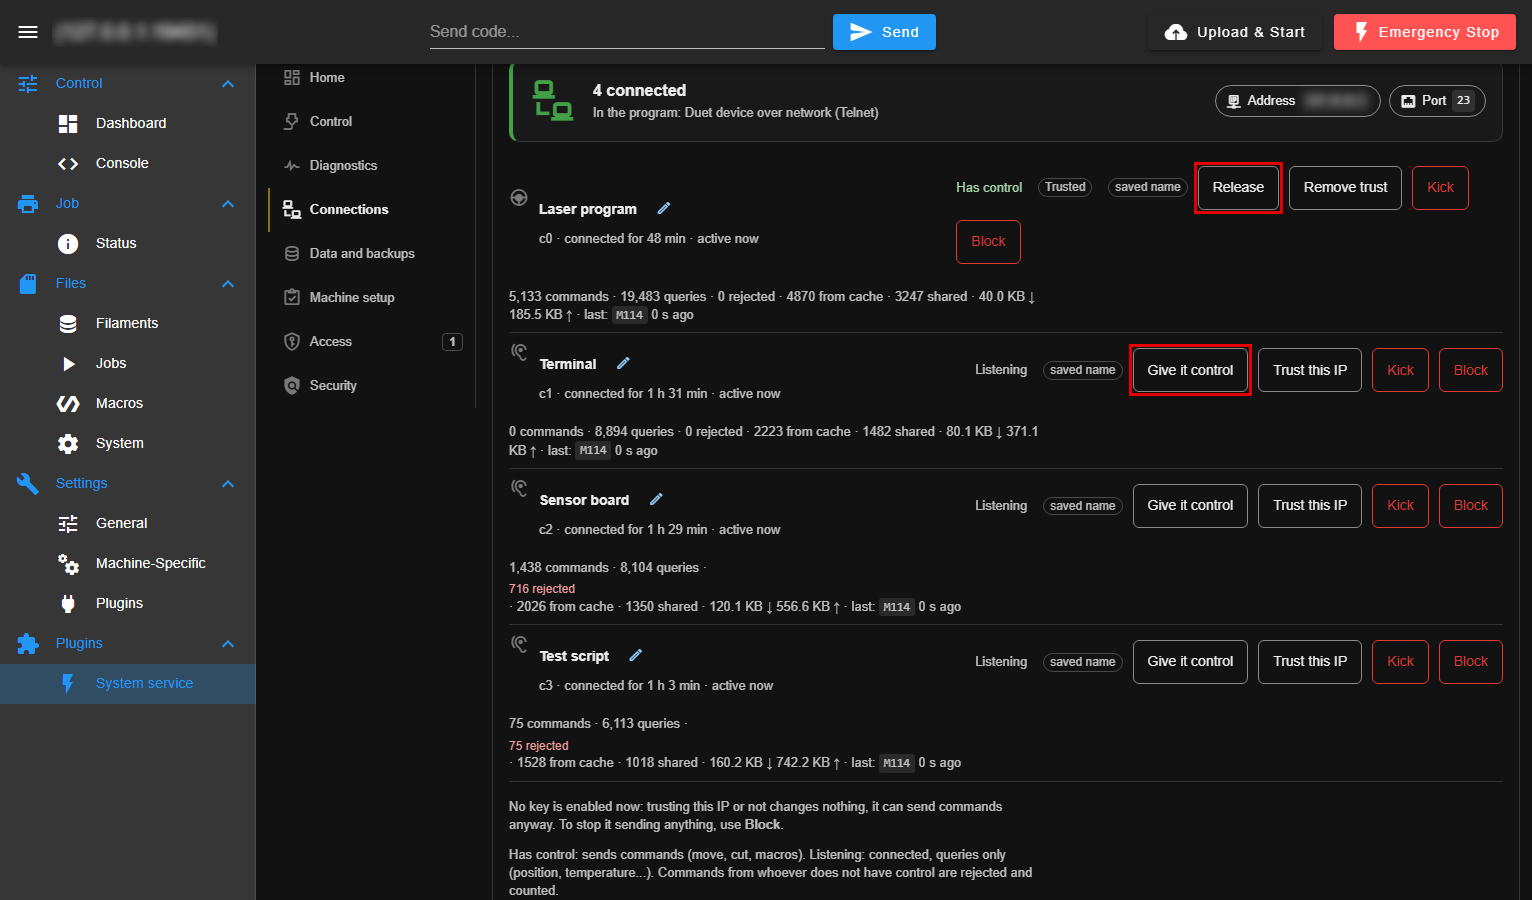 Send code...
Send
Upload & Start
Emergency Stop
Control
Dashboard
Console
Job
Status
Files
Filaments
Jobs
Macros
System
Settings
General
Machine-Specific
Plugins
Plugins
System service
Home
Control
Diagnostics
Connections
Data and backups
Machine setup
Access 1
Security
4 connected
In the program: Duet device over network (Telnet)
Address
Port 23
Laser program
c0 · connected for 48 min · active now
Has control Trusted saved name Release Remove trust Kick
Block
5,133 commands · 19,483 queries · 0 rejected · 4870 from cache · 3247 shared · 40.0 KB ↓
185.5 KB ↑ · last: M114 0 s ago
Terminal
c1 · connected for 1 h 31 min · active now
Listening saved name Give it control Trust this IP Kick Block
0 commands · 8,894 queries · 0 rejected · 2223 from cache · 1482 shared · 80.1 KB ↓ 371.1
KB ↑ · last: M114 0 s ago
Sensor board
c2 · connected for 1 h 29 min · active now
Listening saved name Give it control Trust this IP Kick Block
1,438 commands · 8,104 queries ·
716 rejected
· 2026 from cache · 1350 shared · 120.1 KB ↓ 556.6 KB ↑ · last: M114 0 s ago
Test script
c3 · connected for 1 h 3 min · active now
Listening saved name Give it control Trust this IP Kick Block
75 commands · 6,113 queries ·
75 rejected
· 1528 from cache · 1018 shared · 160.2 KB ↓ 742.2 KB ↑ · last: M114 0 s ago
No key is enabled now: trusting this IP or not changes nothing, it can send commands
anyway. To stop it sending anything, use Block.
Has control: sends commands (move, cut, macros). Listening: connected, queries only
(position, temperature...). Commands from whoever does not have control are rejected and
counted.